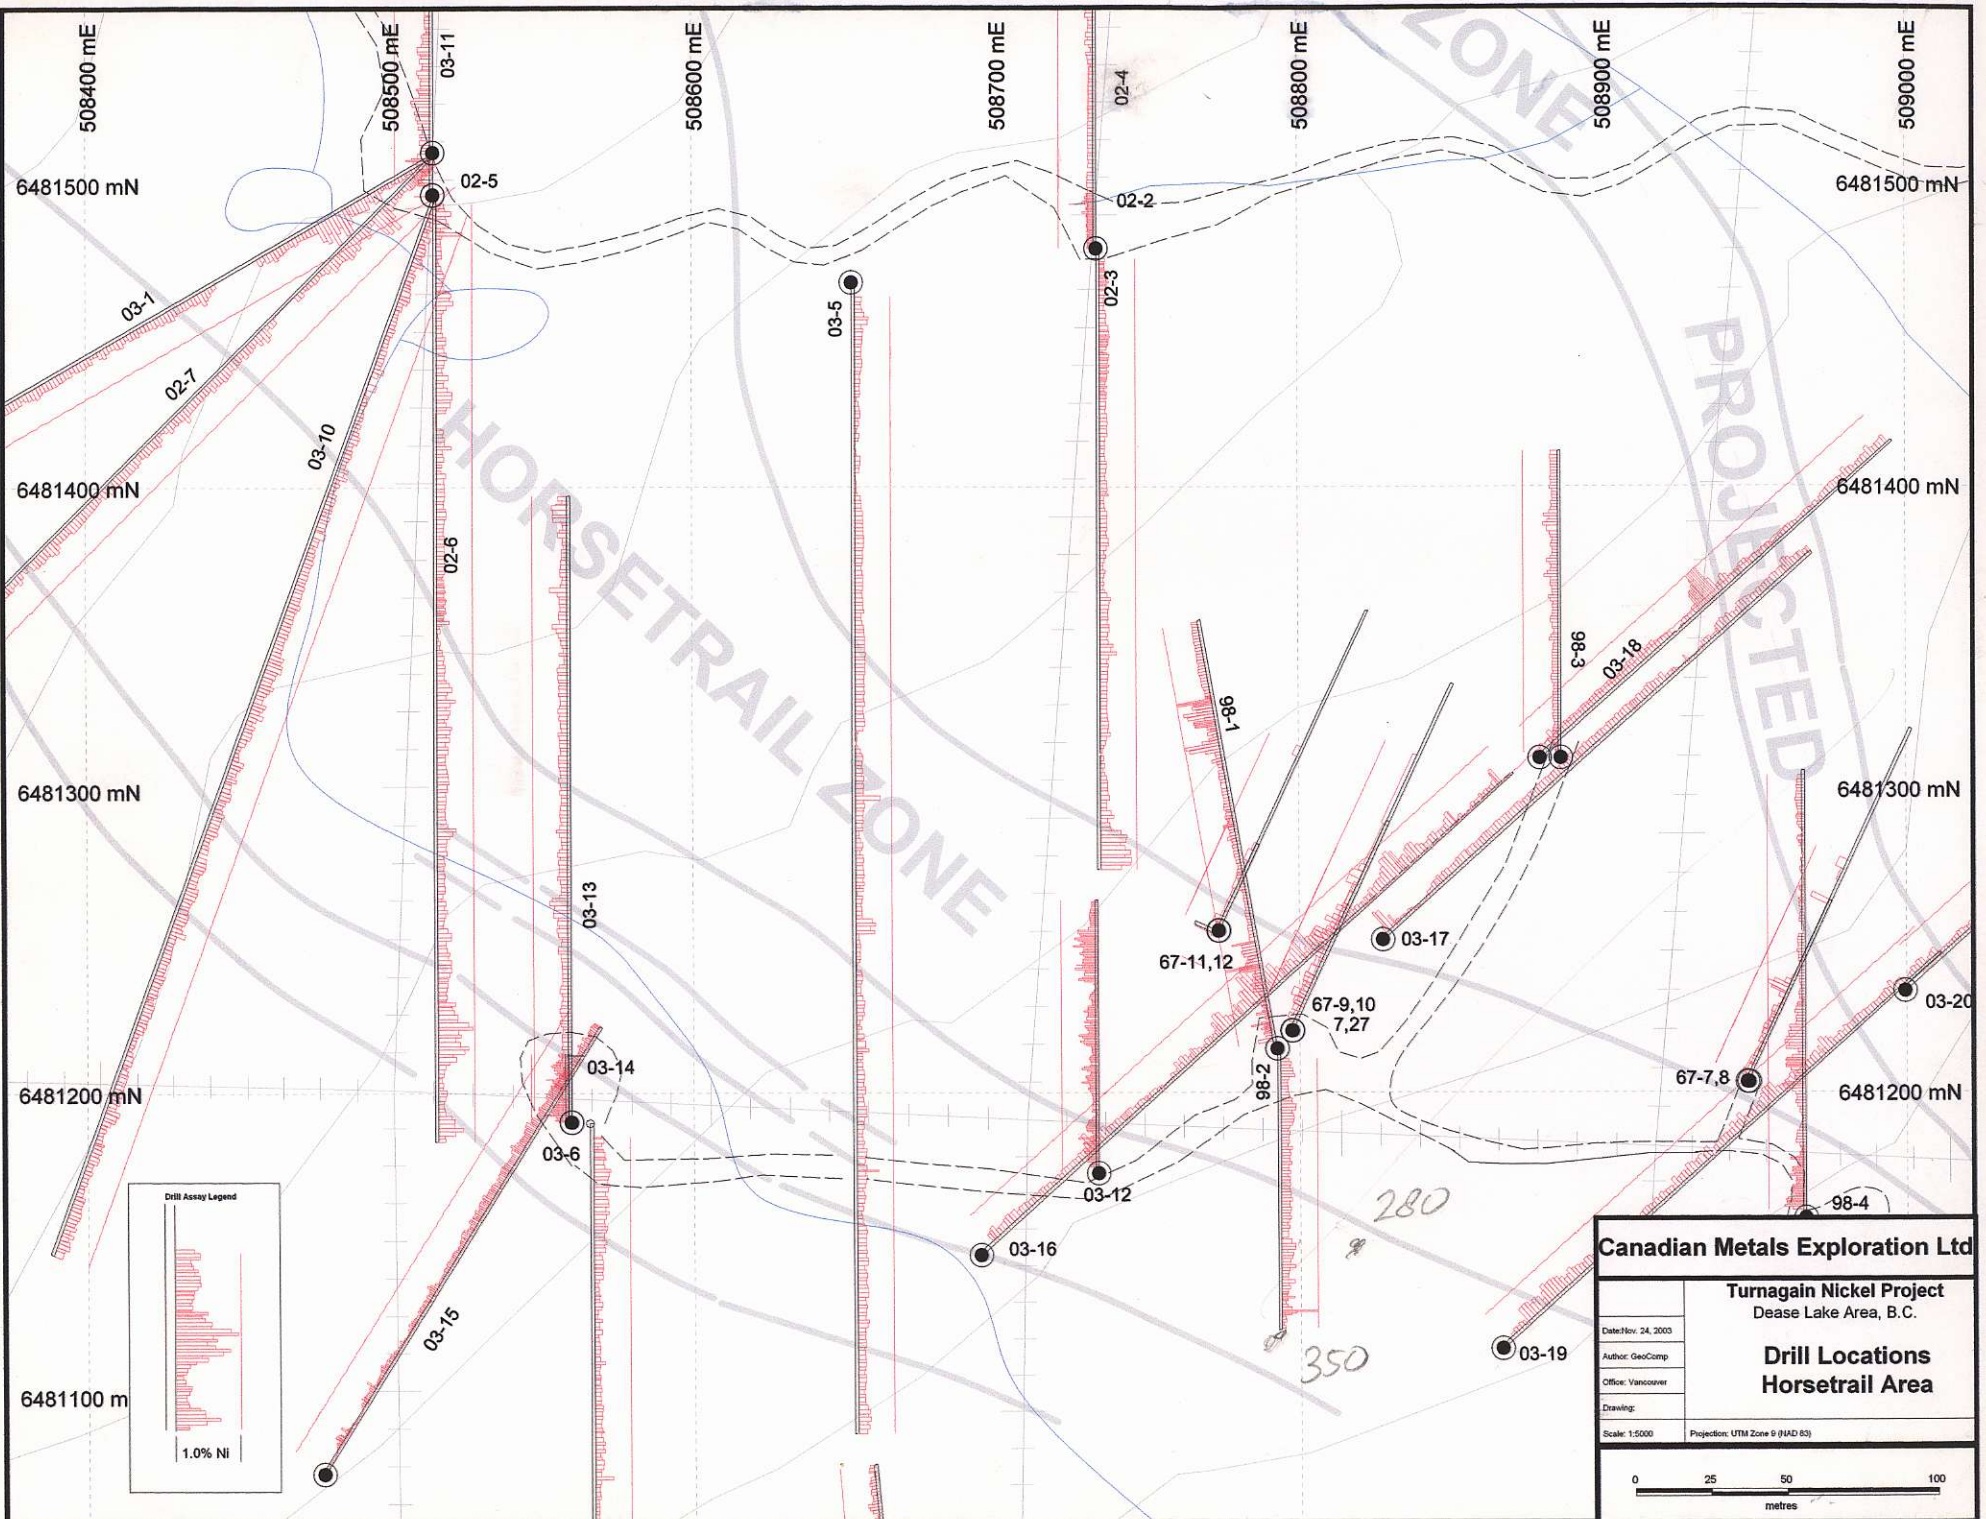 508400 mE
508500 mE
03-11
508600 mE
508700 mE
02-4
508800 mE
ZONE
508900 mE
509000 mE
6481500 mN
02-5
02-2
6481500 mN
03-1
03-5
02-3
02-7
03-10
HORSETRAIL ZONE
PROJECTED
6481400 mN
6481400 mN
02-6
98-1
98-3
03-18
6481300 mN
6481300 mN
03-13
67-11,12
03-17
67-9,10
7,27
03-20
03-14
98-2
67-7,8
6481200 mN
6481200 mN
03-6
03-12
98-4
280
03-16
03-15
350
03-19
6481100 m
Drill Assay Legend
1.0% Ni
Canadian Metals Exploration Ltd
Turnagain Nickel Project
Dease Lake Area, B.C.
Date:Nov. 24, 2003
Author: GeoComp
Office: Vancouver
Drawing:
Drill Locations
Horsetrail Area
Scale: 1:5000
Projection: UTM Zone 9 (NAD 83)
0 25 50 100
metres